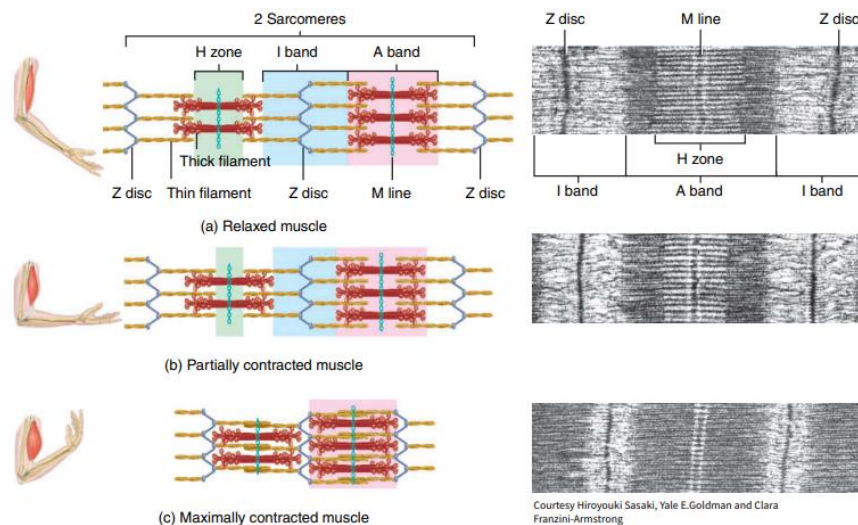 2 Sarcomeres
H zone
I band
A band
Thick filament
Z disc
Thin filament
Z disc
M line
Z disc
(a) Relaxed muscle
Z disc
M line
Z disc
H zone
I band
A band
I band
(b) Partially contracted muscle
(c) Maximally contracted muscle
Courtesy Hiroyouki Sasaki, Yale E.Goldman and Clara
Franzini-Armstrong